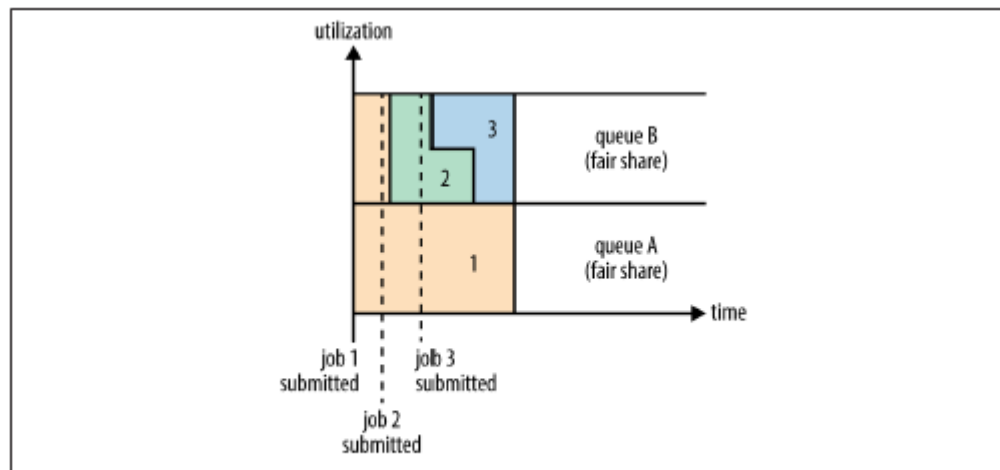 utilization
3
queue B
(fair share)
2
1
queue A
(fair share)
time
job 1
submitted
job 3
submitted
job 2
submitted